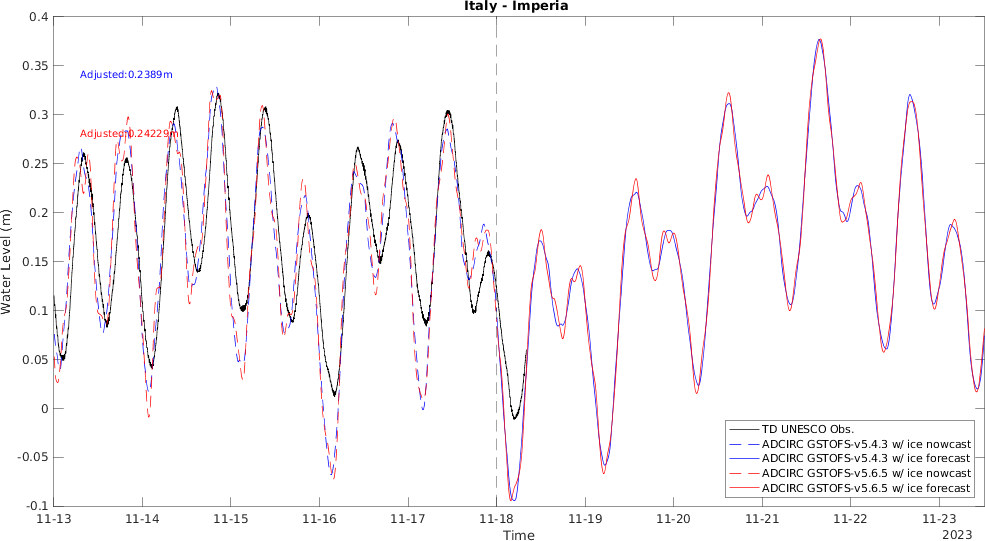 Italy - Imperia
Water Level (m)
0.4
0.35
0.3
0.25
0.2
0.15
0.1
0.05
0
-0.05
-0.1
Adjusted:0.2389m
Adjusted:0.24229m
TD UNESCO Obs.
ADCIRC GSTOFS-v5.4.3 w/ ice nowcast
ADCIRC GSTOFS-v5.4.3 w/ ice forecast
ADCIRC GSTOFS-v5.6.5 w/ ice nowcast
ADCIRC GSTOFS-v5.6.5 w/ ice forecast
11-13 11-14 11-15 11-16 11-17 11-18 11-19 11-20 11-21 11-22 11-23
Time
2023